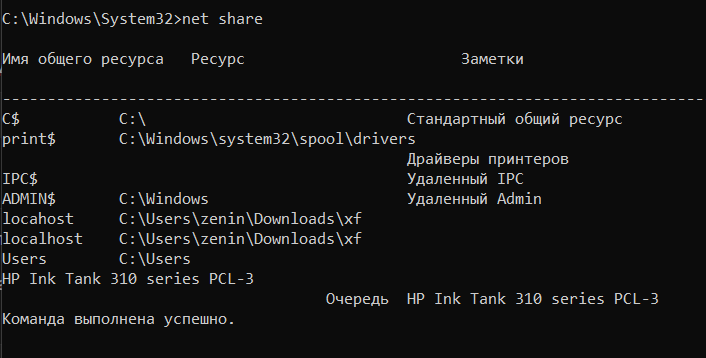 C:\Windows\System32>net share
Имя общего ресурса   Ресурс                        Заметки
-------------------------------------------------------------------------------
C$           C:\                             Стандартный общий ресурс
print$       C:\Windows\system32\spool\drivers
                                             Драйверы принтеров
IPC$                                         Удаленный IPC
ADMIN$       C:\Windows                      Удаленный Admin
locahost     C:\Users\zenin\Downloads\xf
localhost    C:\Users\zenin\Downloads\xf
Users        C:\Users
HP Ink Tank 310 series PCL-3
                                    Очередь  HP Ink Tank 310 series PCL-3
Команда выполнена успешно.